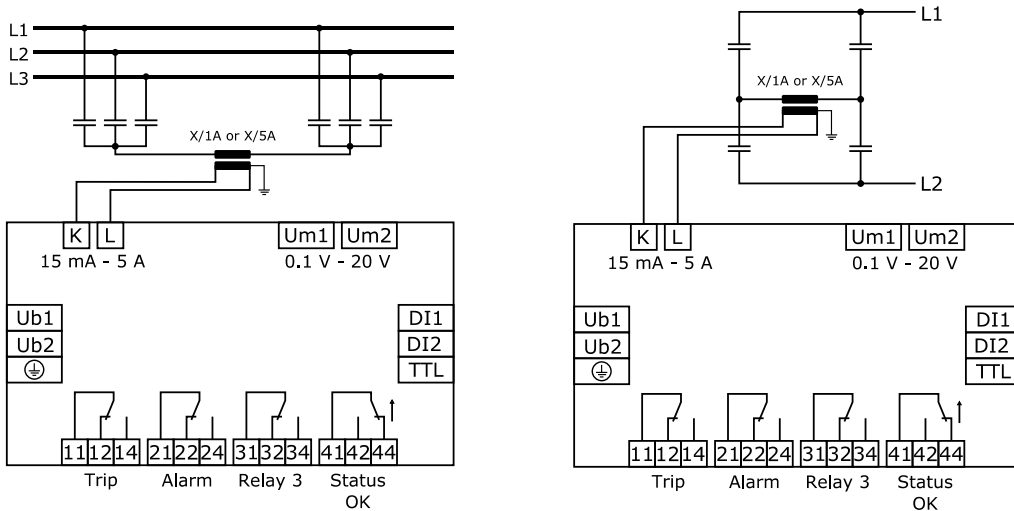 L1
L2
L3
X/1A or X/5A
K L Um1 Um2
15 mA - 5 A 0.1 V - 20 V
Ub1 DI1
Ub2 DI2
TTL
11 12 14 21 22 24 31 32 34 41 42 44
Trip Alarm Relay 3 Status
OK
L1
X/1A or X/5A
L2
K L Um1 Um2
15 mA - 5 A 0.1 V - 20 V
Ub1 DI1
Ub2 DI2
TTL
11 12 14 21 22 24 31 32 34 41 42 44
Trip Alarm Relay 3 Status
OK